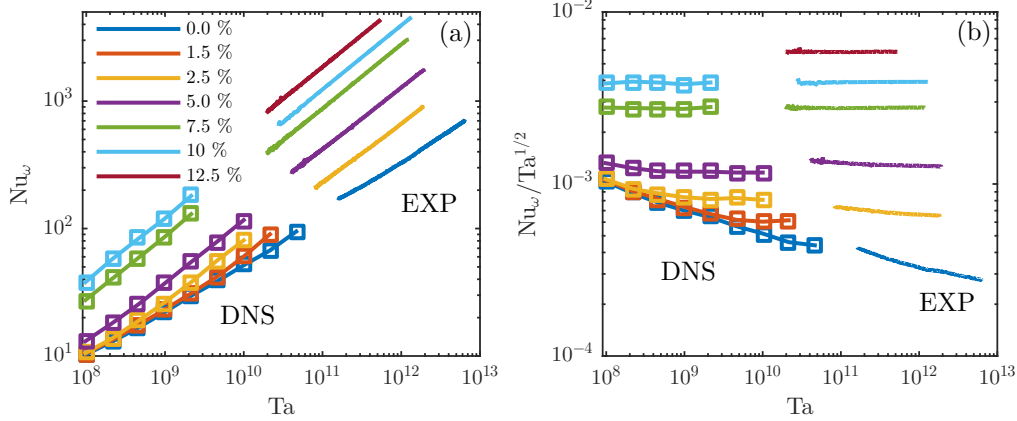 (a)
0.0 %
1.5 %
2.5 %
5.0 %
7.5 %
10 %
12.5 %
DNS
EXP
10^1
10^2
10^3
Nu_ω
10^8
10^9
10^10
10^11
10^12
10^13
Ta
(b)
DNS
EXP
10^-2
10^-3
10^-4
Nu_ω/Ta^1/2
10^8
10^9
10^10
10^11
10^12
10^13
Ta